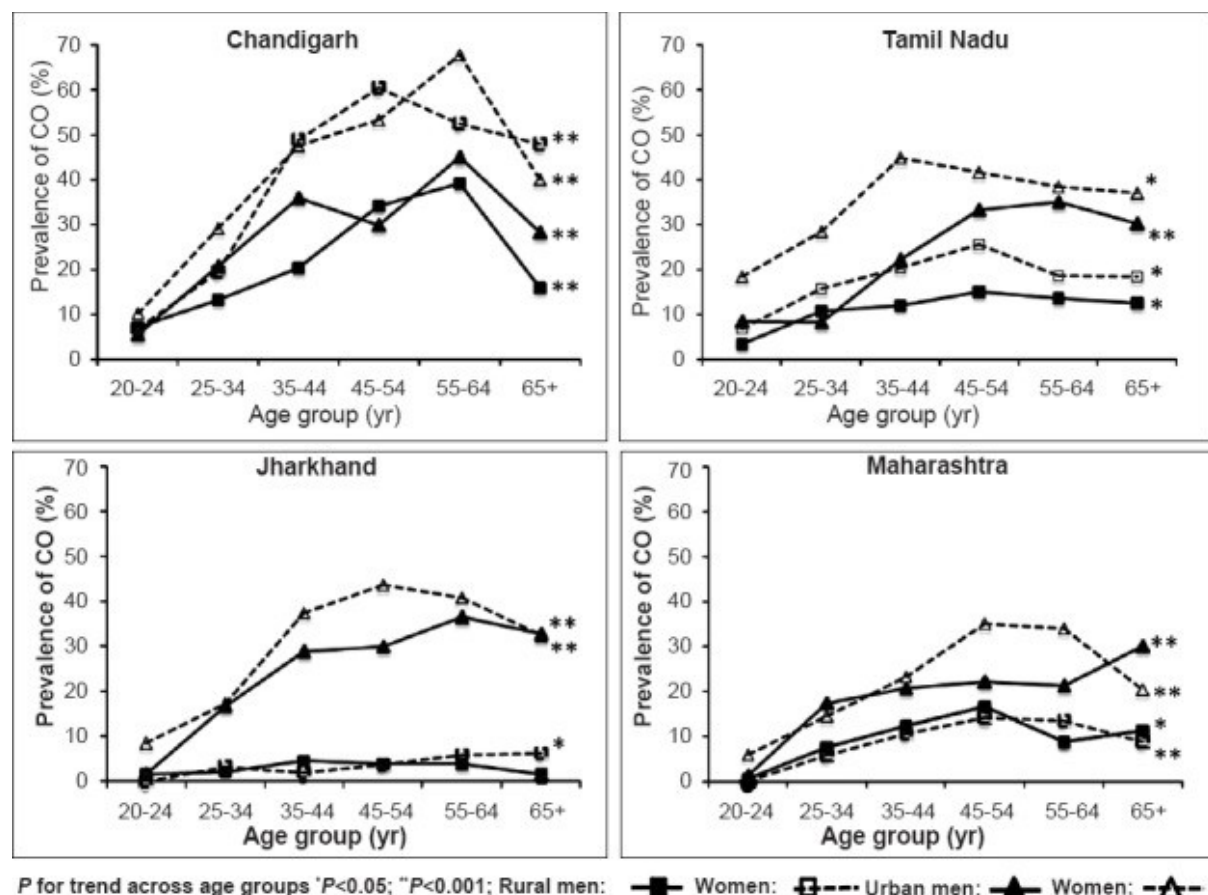 Chandigarh
Prevalence of CO (%)
70
60
50
40
30
20
10
0
**
**
**
**
20-24 25-34 35-44 45-54 55-64 65+
Age group (yr)
Tamil Nadu
Prevalence of CO (%)
70
60
50
40
30
20
10
0
*
**
*
*
20-24 25-34 35-44 45-54 55-64 65+
Age group (yr)
Jharkhand
Prevalence of CO (%)
70
60
50
40
30
20
10
0
**
**
*
20-24 25-34 35-44 45-54 55-64 65+
Age group (yr)
Maharashtra
Prevalence of CO (%)
70
60
50
40
30
20
10
0
**
**
*
**
20-24 25-34 35-44 45-54 55-64 65+
Age group (yr)
P for trend across age groups *P<0.05; **P<0.001; Rural men: Women: Urban men: Women: